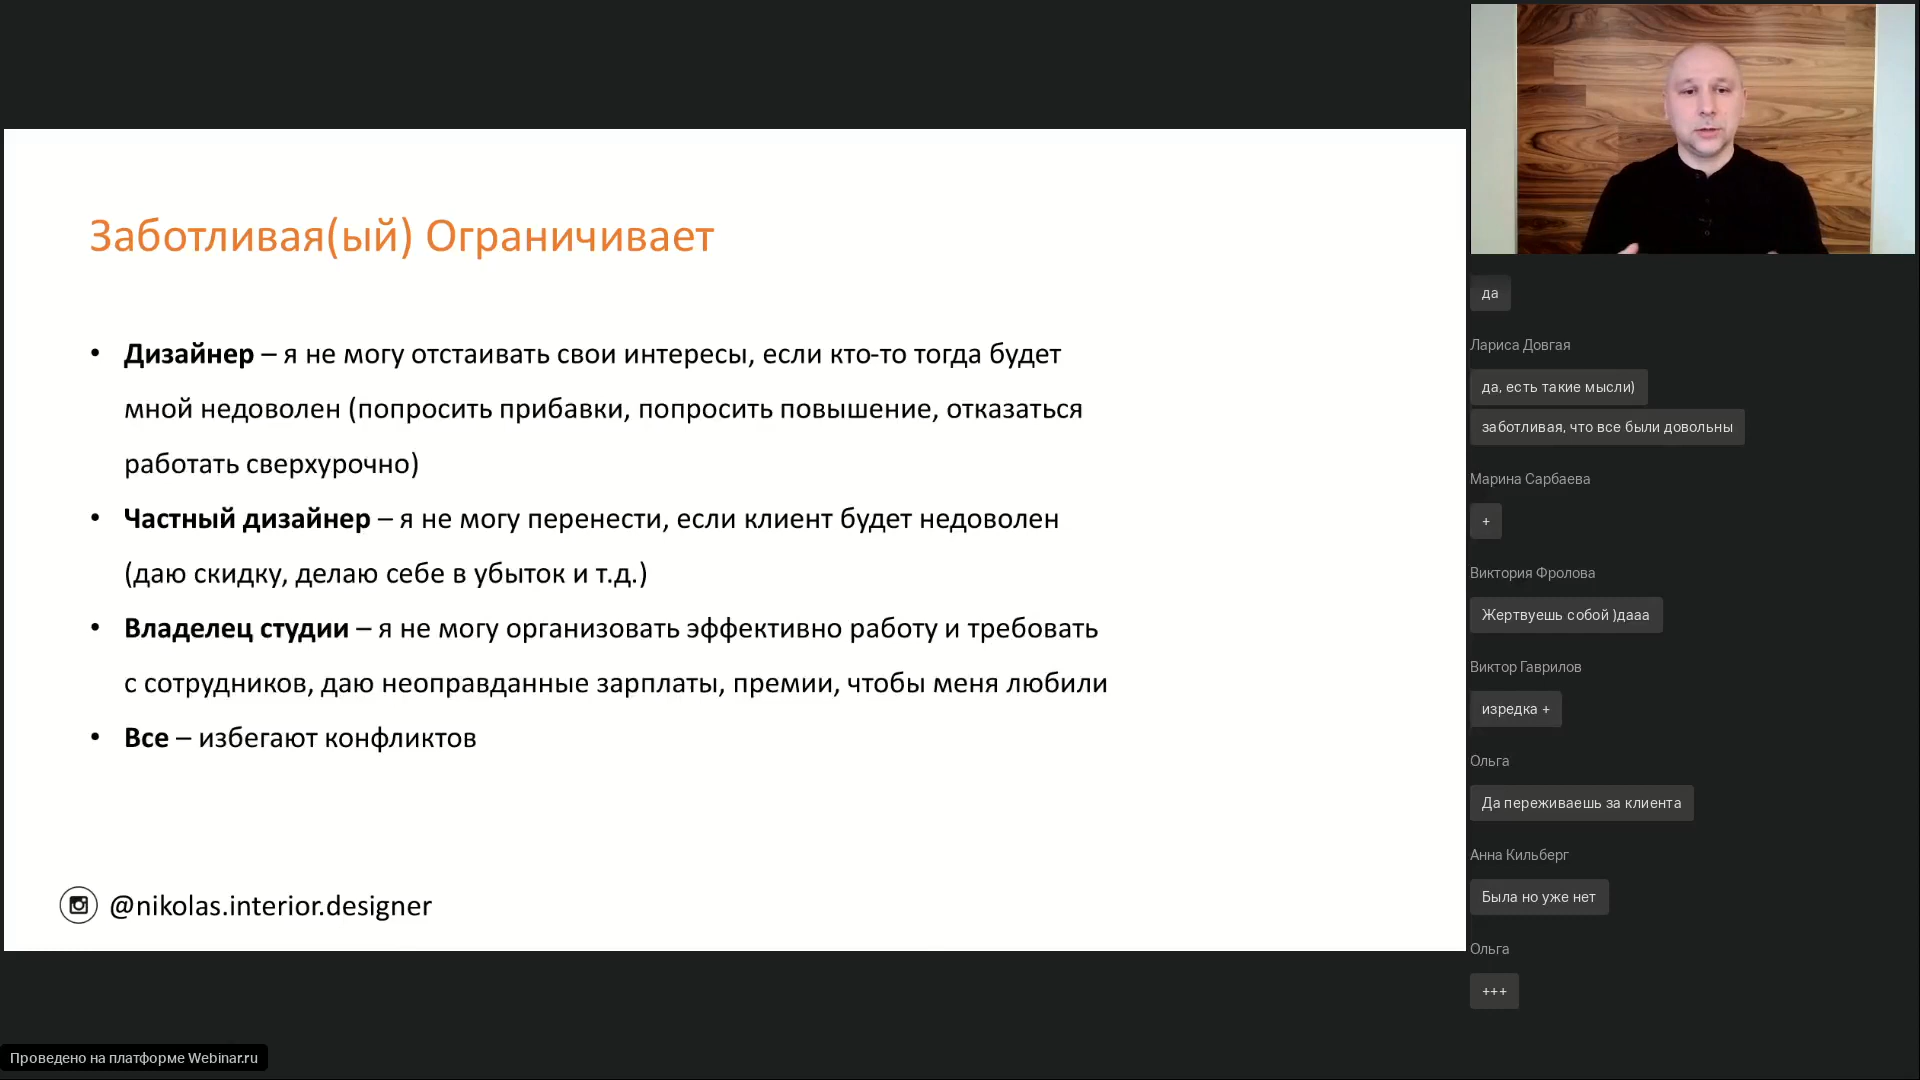 Заботливая(ый) Ограничивает
• Дизайнер – я не могу отстаивать свои интересы, если кто-то тогда будет
мной недоволен (попросить прибавки, попросить повышение, отказаться
работать сверхурочно)
• Частный дизайнер – я не могу перенести, если клиент будет недоволен
(даю скидку, делаю себе в убыток и т.д.)
• Владелец студии – я не могу организовать эффективно работу и требовать
с сотрудников, даю неоправданные зарплаты, премии, чтобы меня любили
• Все – избегают конфликтов
@nikolas.interior.designer
да
Лариса Довгая
да, есть такие мысли)
заботливая, что все были довольны
Марина Сарбаева
+
Виктория Фролова
Жертвуешь собой )дааа
Виктор Гаврилов
изредка +
Ольга
Да переживаешь за клиента
Анна Кильберг
Была но уже нет
Ольга
+++
Проведено на платформе Webinar.ru